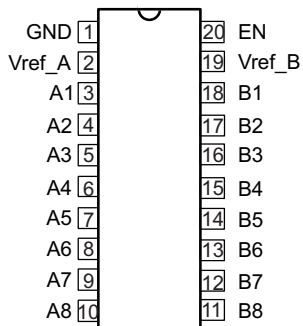 GND 1 20 EN
Vref_A 2 19 Vref_B
A1 3 18 B1
A2 4 17 B2
A3 5 16 B3
A4 6 15 B4
A5 7 14 B5
A6 8 13 B6
A7 9 12 B7
A8 10 11 B8